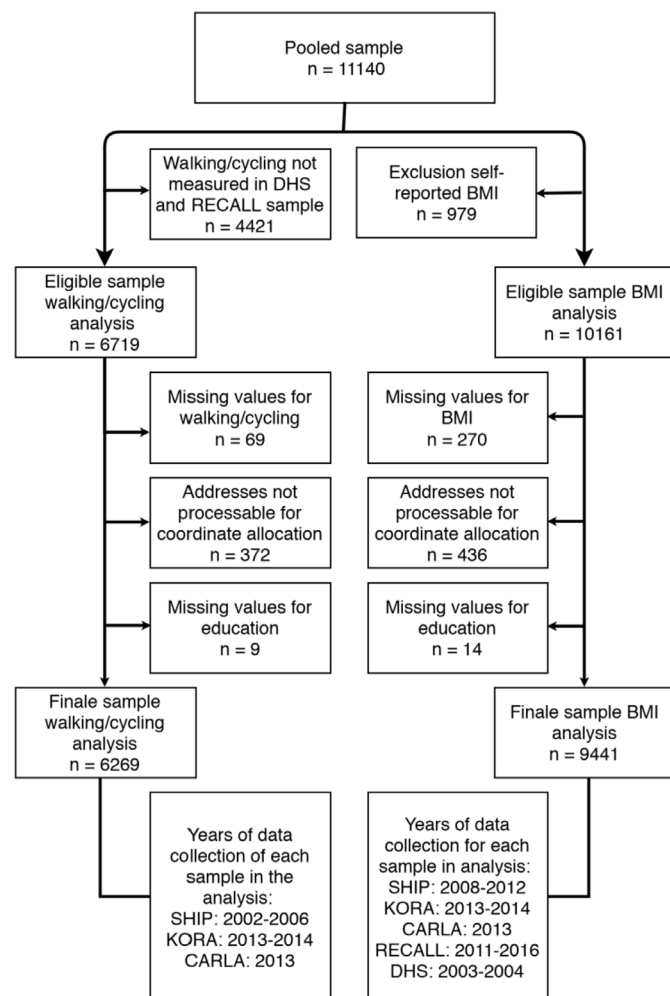 Pooled sample
n = 11140
Walking/cycling not
measured in DHS
and RECALL sample
n = 4421
Exclusion self-
reported BMI
n = 979
Eligible sample
walking/cycling
analysis
n = 6719
Eligible sample BMI
analysis
n = 10161
Missing values for
walking/cycling
n = 69
Missing values for
BMI
n = 270
Addresses not
processable for
coordinate allocation
n = 372
Addresses not
processable for
coordinate allocation
n = 436
Missing values for
education
n = 9
Missing values for
education
n = 14
Finale sample
walking/cycling
analysis
n = 6269
Finale sample BMI
analysis
n = 9441
Years of data
collection of each
sample in the
analysis:
SHIP: 2002-2006
KORA: 2013-2014
CARLA: 2013
Years of data
collection for each
sample in analysis:
SHIP: 2008-2012
KORA: 2013-2014
CARLA: 2013
RECALL: 2011-2016
DHS: 2003-2004